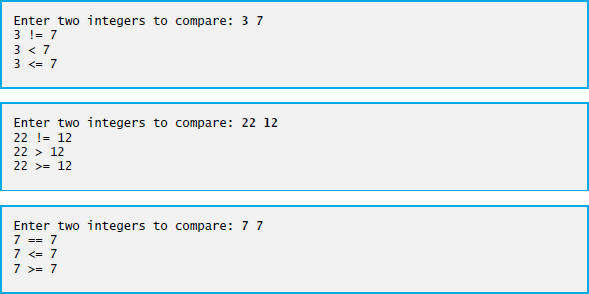 Enter two integers to compare: 3 7
3 != 7
3 < 7
3 <= 7
Enter two integers to compare: 22 12
22 != 12
22 > 12
22 >= 12
Enter two integers to compare: 7 7
7 == 7
7 <= 7
7 >= 7